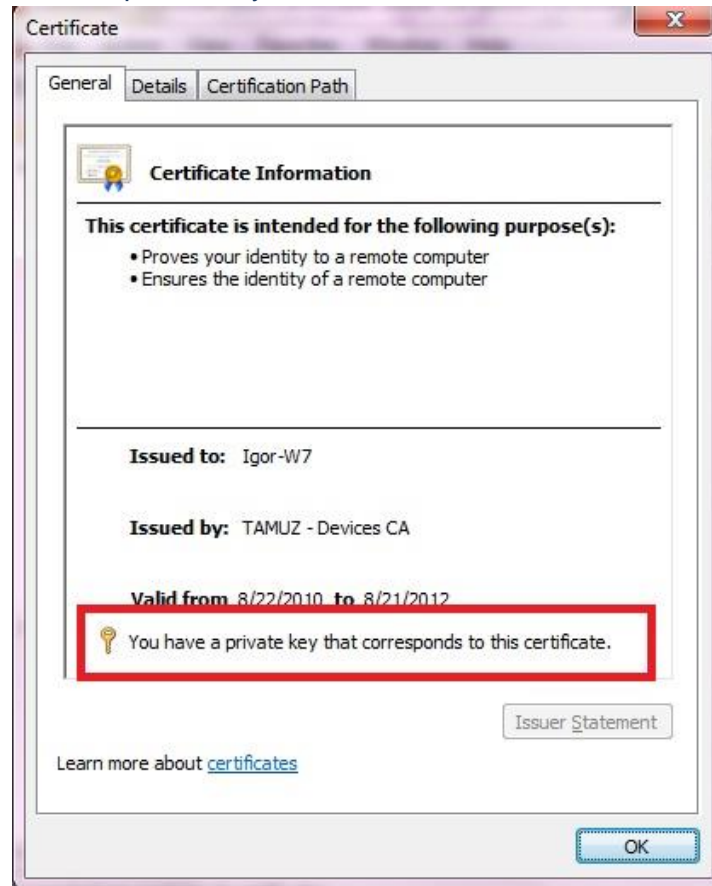 Certificate
General Details Certification Path
Certificate Information
This certificate is intended for the following purpose(s):
• Proves your identity to a remote computer
• Ensures the identity of a remote computer
Issued to: Igor-W7
Issued by: TAMUZ - Devices CA
Valid from 8/22/2010 to 8/21/2012
You have a private key that corresponds to this certificate.
Issuer Statement
Learn more about certificates
OK